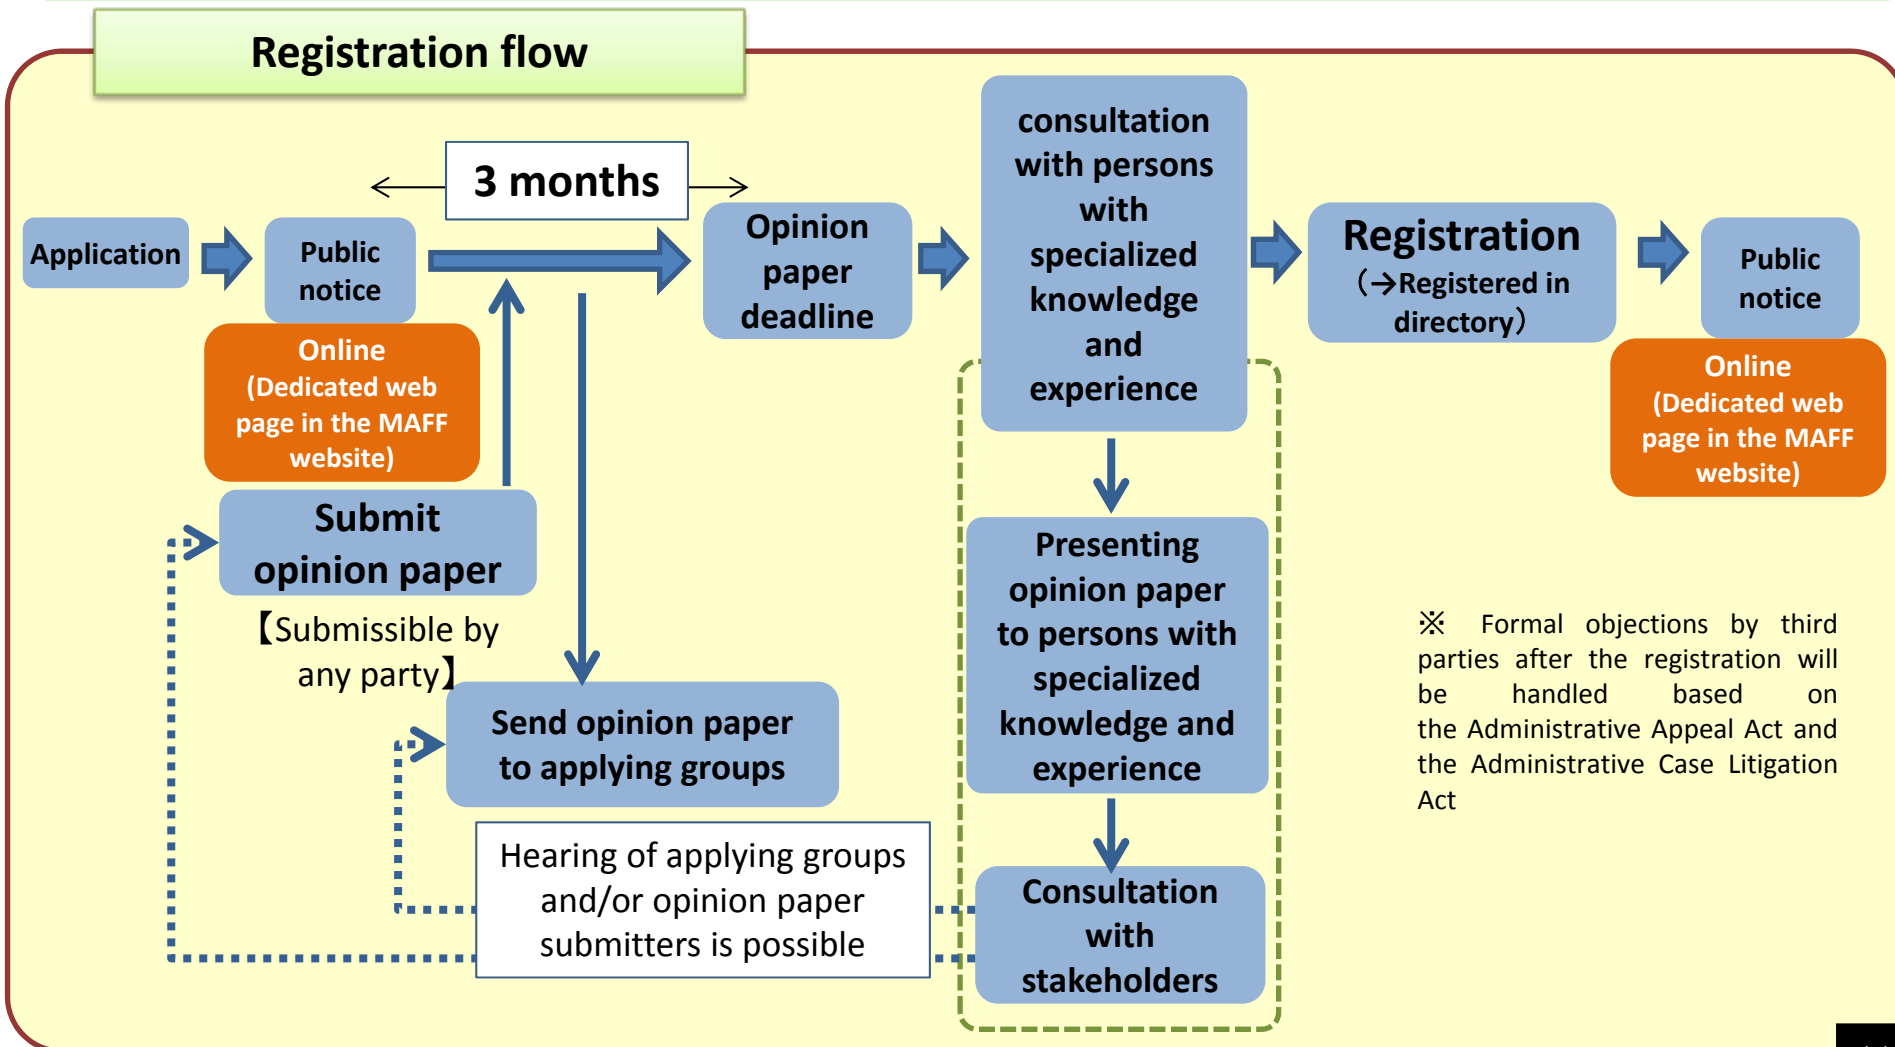 Registration flow
3 months
Application
Public
notice
Online
(Dedicated web
page in the MAFF
website)
Submit
opinion paper
【Submissible by
any party】
Send opinion paper
to applying groups
Hearing of applying groups
and/or opinion paper
submitters is possible
Opinion
paper
deadline
consultation
with persons
with
specialized
knowledge
and
experience
Presenting
opinion paper
to persons with
specialized
knowledge and
experience
Consultation
with
stakeholders
Registration
（→Registered in
directory）
Public
notice
Online
(Dedicated web
page in the MAFF
website)
※ Formal objections by third
parties after the registration will
be handled based on
the Administrative Appeal Act and
the Administrative Case Litigation
Act